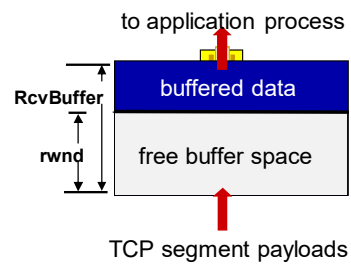 to application process
RcvBuffer
buffered data
rwnd
free buffer space
TCP segment payloads